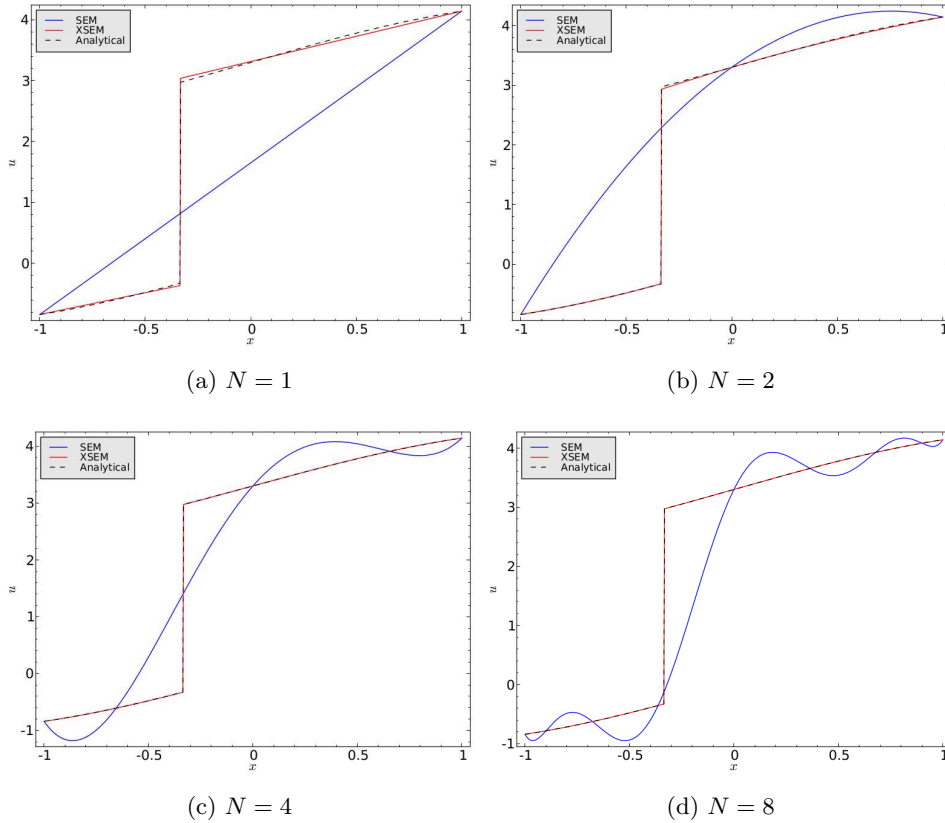 SEM
XSEM
Analytical
4
3
2
1
0
u
-1
-0.5
0
0.5
1
x
(a) N = 1
SEM
XSEM
Analytical
4
3
2
1
0
u
-1
-0.5
0
0.5
1
x
(b) N = 2
SEM
XSEM
Analytical
4
3
2
1
0
-1
u
-1
-0.5
0
0.5
1
x
(c) N = 4
SEM
XSEM
Analytical
4
3
2
1
0
-1
u
-1
-0.5
0
0.5
1
x
(d) N = 8